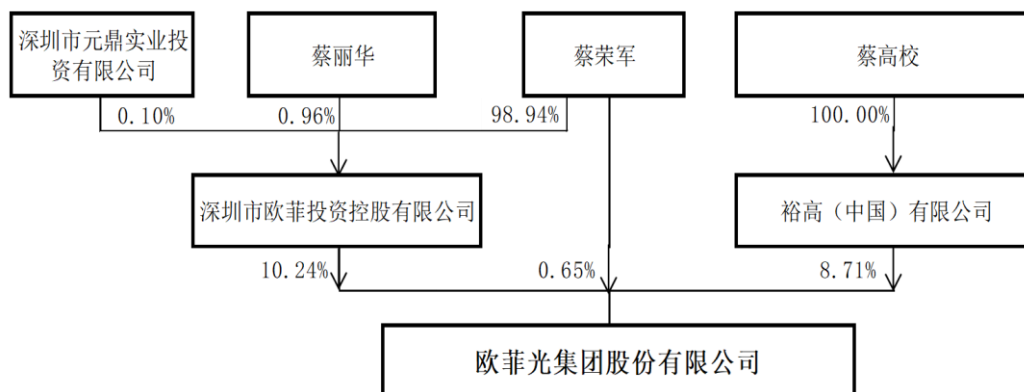 深圳市元鼎实业投
资有限公司
蔡丽华
蔡荣军
蔡高校
0.10%
0.96%
98.94%
100.00%
深圳市欧菲投资控股有限公司
裕高（中国）有限公司
10.24%
0.65%
8.71%
欧菲光集团股份有限公司